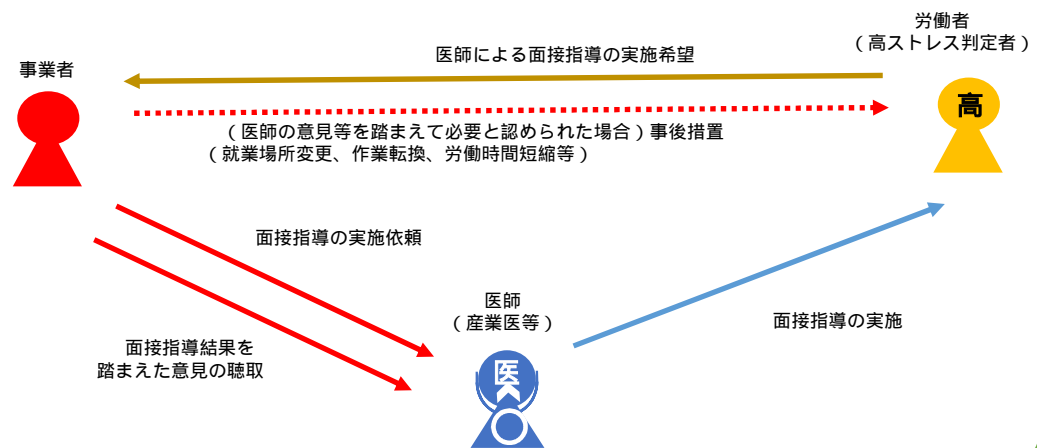 労働者
（高ストレス判定者）
事業者
医師による面接指導の実施希望
高
（医師の意見等を踏まえて必要と認められた場合）事後措置
（就業場所変更、作業転換、労働時間短縮等）
面接指導の実施依頼
医師
（産業医等）
面接指導の実施
面接指導結果を
踏まえた意見の聴取
医